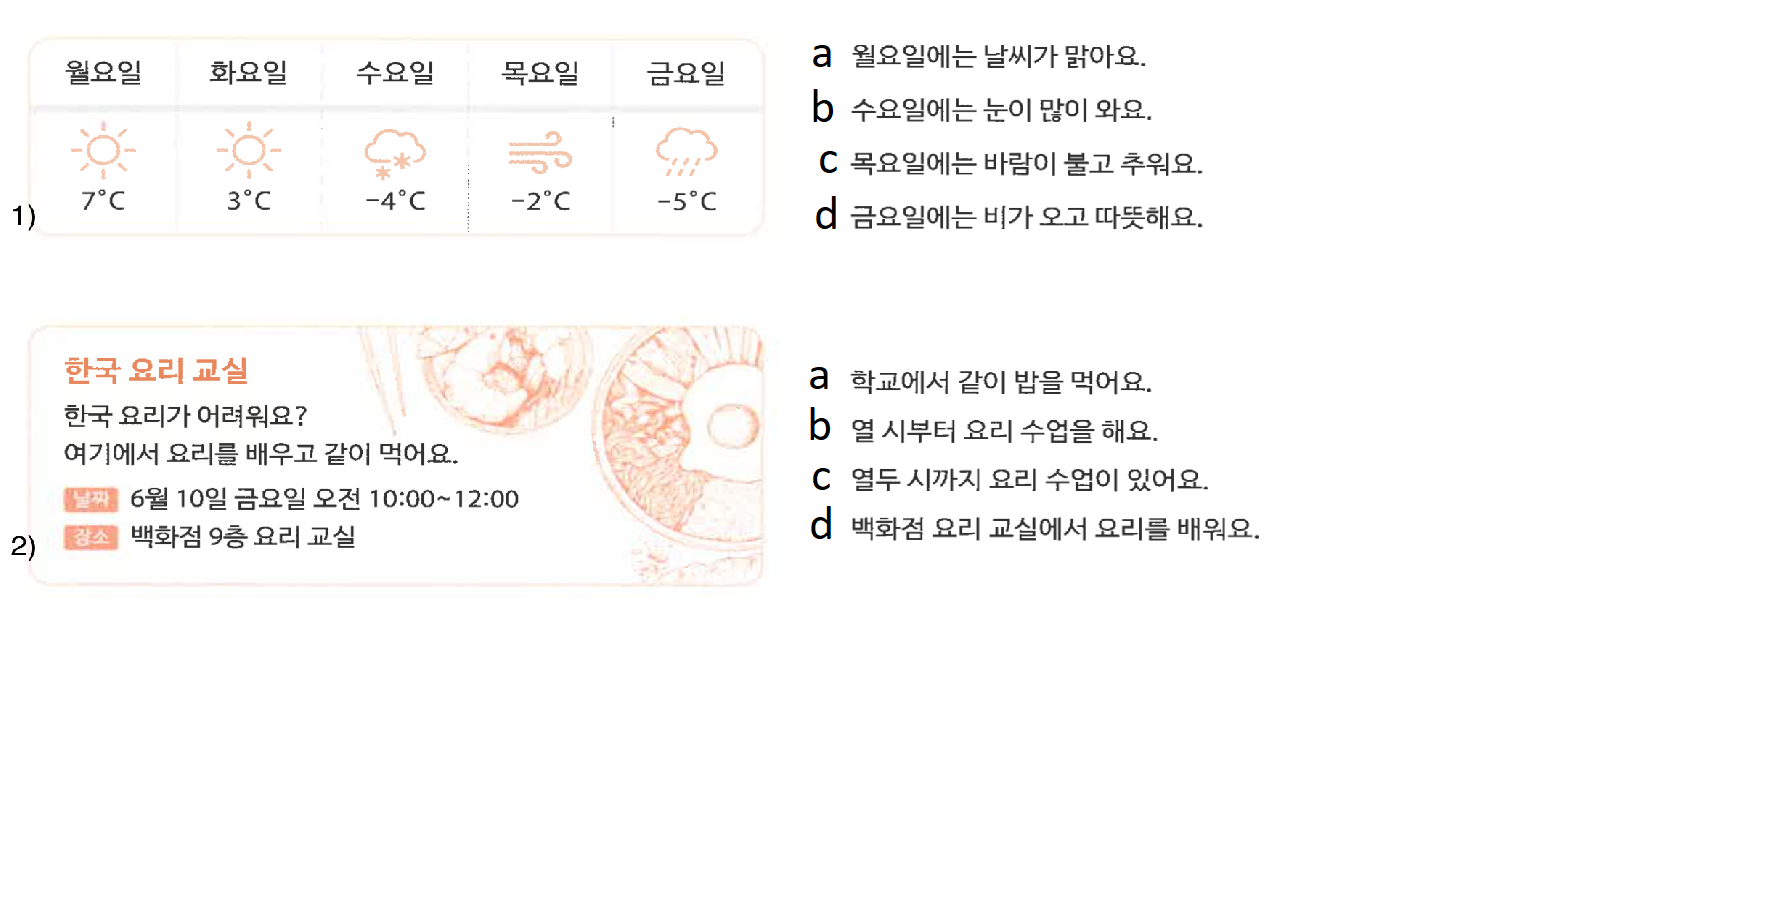 월요일 화요일 수요일 목요일 금요일
7°C 3°C -4°C -2°C -5°C
1)
a 월요일에는 날씨가 맑아요.
b 수요일에는 눈이 많이 와요.
c 목요일에는 바람이 불고 추워요.
d 금요일에는 비가 오고 따뜻해요.
한국 요리 교실
한국 요리가 어려워요?
여기에서 요리를 배우고 같이 먹어요.
날짜 6월 10일 금요일 오전 10:00~12:00
장소 백화점 9층 요리 교실
2)
a 학교에서 같이 밥을 먹어요.
b 열 시부터 요리 수업을 해요.
c 열두 시까지 요리 수업이 있어요.
d 백화점 요리 교실에서 요리를 배워요.